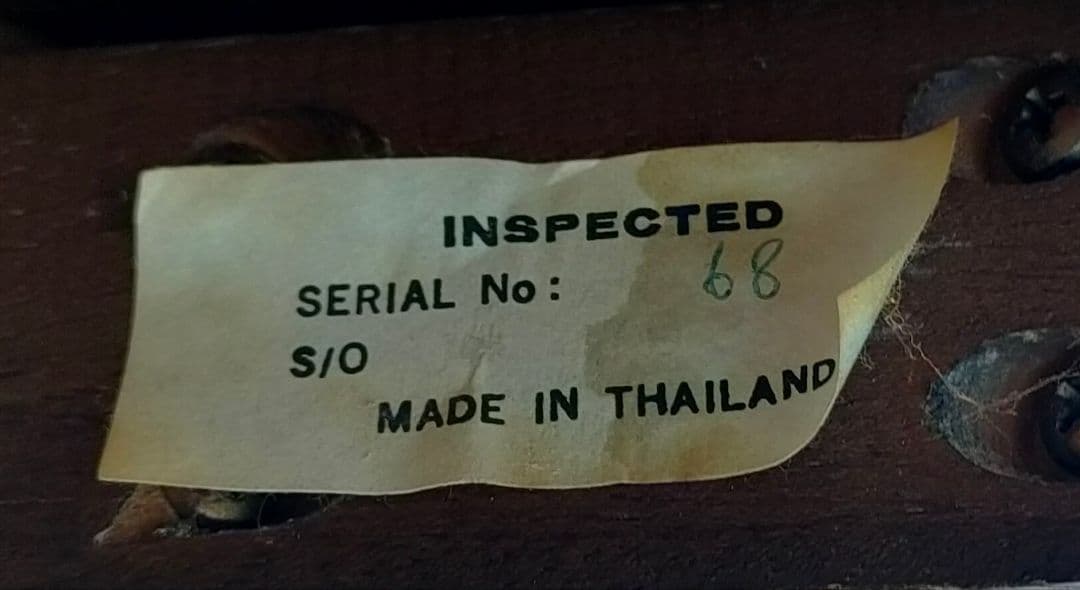 INSPECTED
SERIAL No: 68
S/O
MADE IN THAILAND